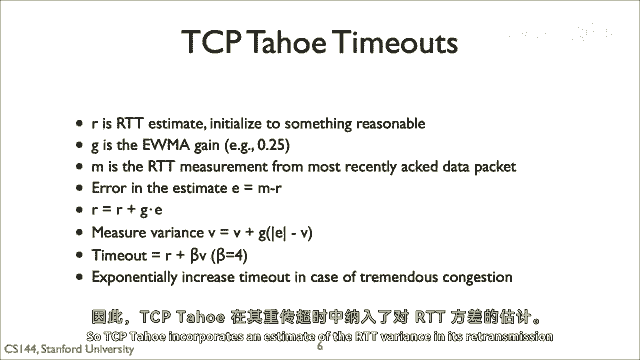 TCP Tahoe Timeouts
• r is RTT estimate, initialize to something reasonable
• g is the EWMA gain (e.g., 0.25)
• m is the RTT measurement from most recently acked data packet
• Error in the estimate e = m-r
• r = r + g·e
• Measure variance v = v + g(|e| - v)
• Timeout = r + βv (β=4)
• Exponentially increase timeout in case of tremendous congestion
因此，TCP Tahoe 在其重传超时中纳入了对 RTT 方差的估计。
So TCP Tahoe incorporates an estimate of the RTT variance in its retransmission
CS144, Stanford University
6